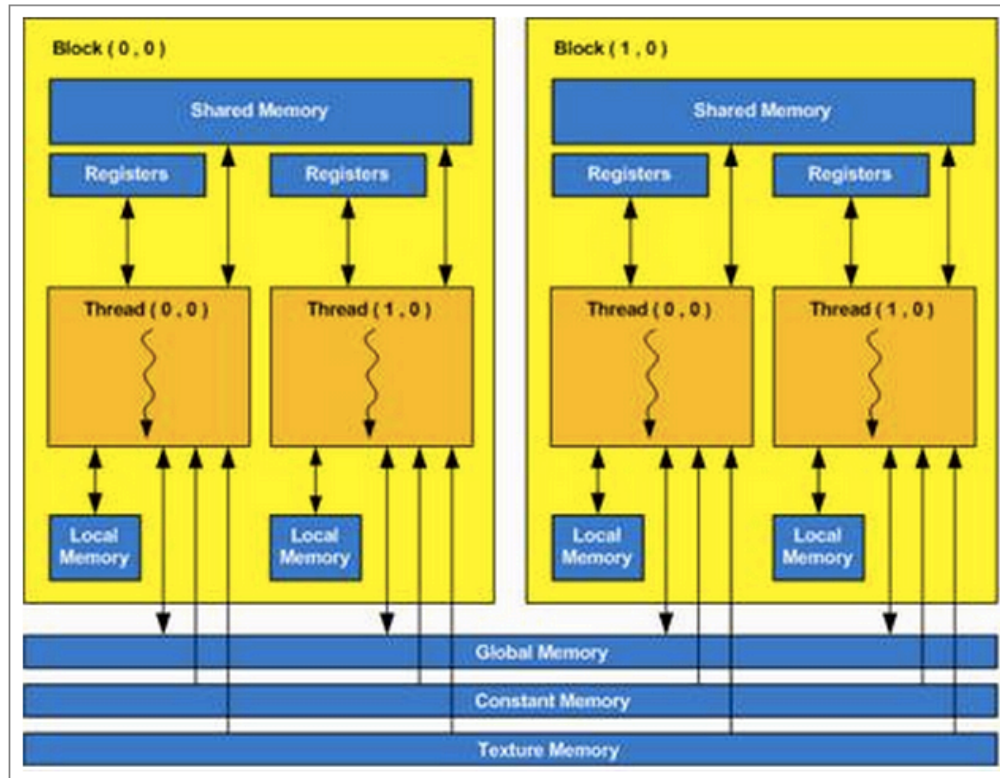 Block ( 0 , 0 )
Shared Memory
Registers
Registers
Thread ( 0 , 0 )
Thread ( 1 , 0 )
Local
Memory
Local
Memory
Block ( 1 , 0 )
Shared Memory
Registers
Registers
Thread ( 0 , 0 )
Thread ( 1 , 0 )
Local
Memory
Local
Memory
Global Memory
Constant Memory
Texture Memory